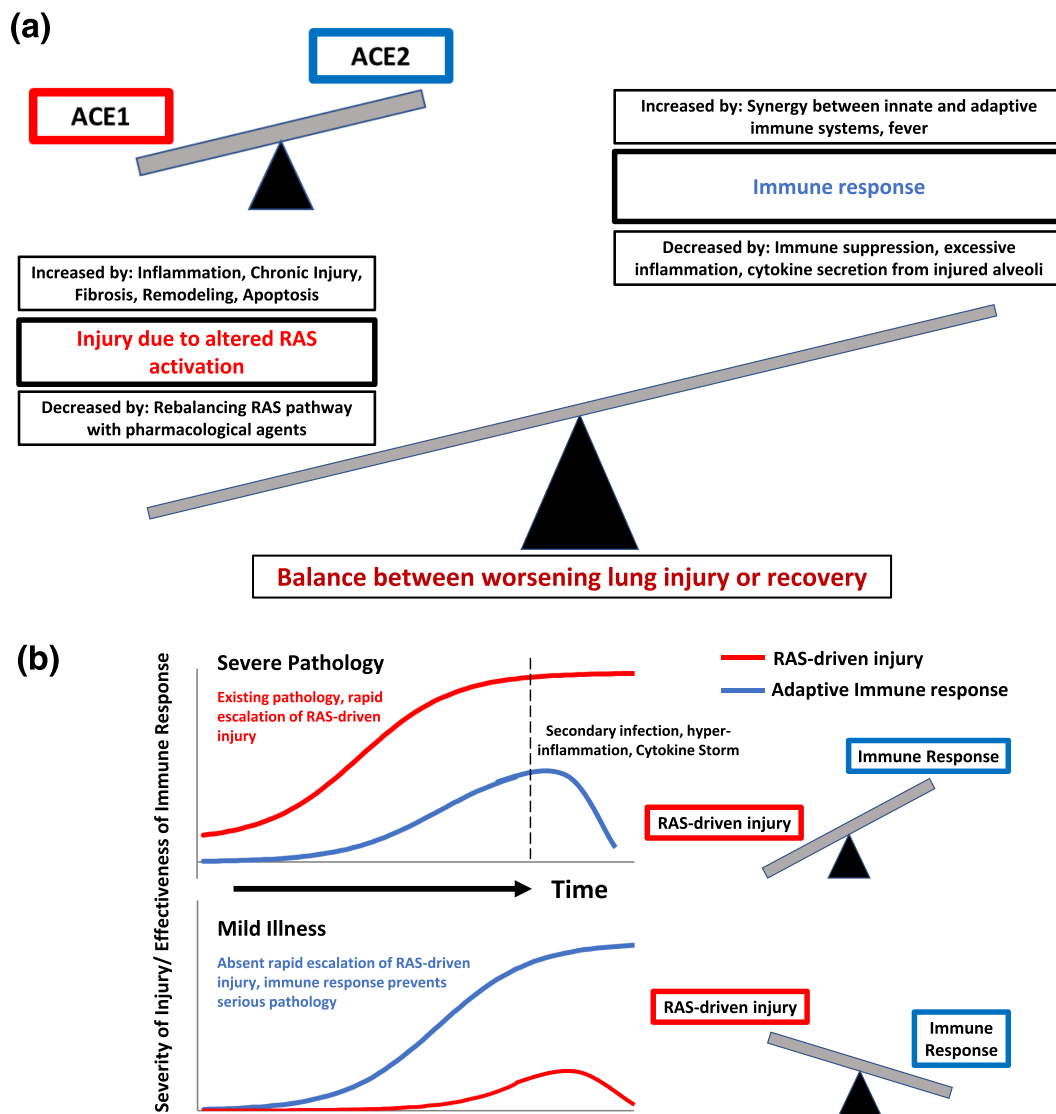 (a)
ACE2
ACE1
Increased by: Synergy between innate and adaptive
immune systems, fever
Immune response
Decreased by: Immune suppression, excessive
inflammation, cytokine secretion from injured alveoli
Increased by: Inflammation, Chronic Injury,
Fibrosis, Remodeling, Apoptosis
Injury due to altered RAS
activation
Decreased by: Rebalancing RAS pathway
with pharmacological agents
Balance between worsening lung injury or recovery
(b)
Severity of Injury/ Effectiveness of Immune Response
Severe Pathology
Existing pathology, rapid
escalation of RAS-driven
injury
RAS-driven injury
Adaptive Immune response
Secondary infection, hyper-
inflammation, Cytokine Storm
Immune Response
RAS-driven injury
Time
Mild Illness
Absent rapid escalation of RAS-driven
injury, immune response prevents
serious pathology
RAS-driven injury
Immune
Response